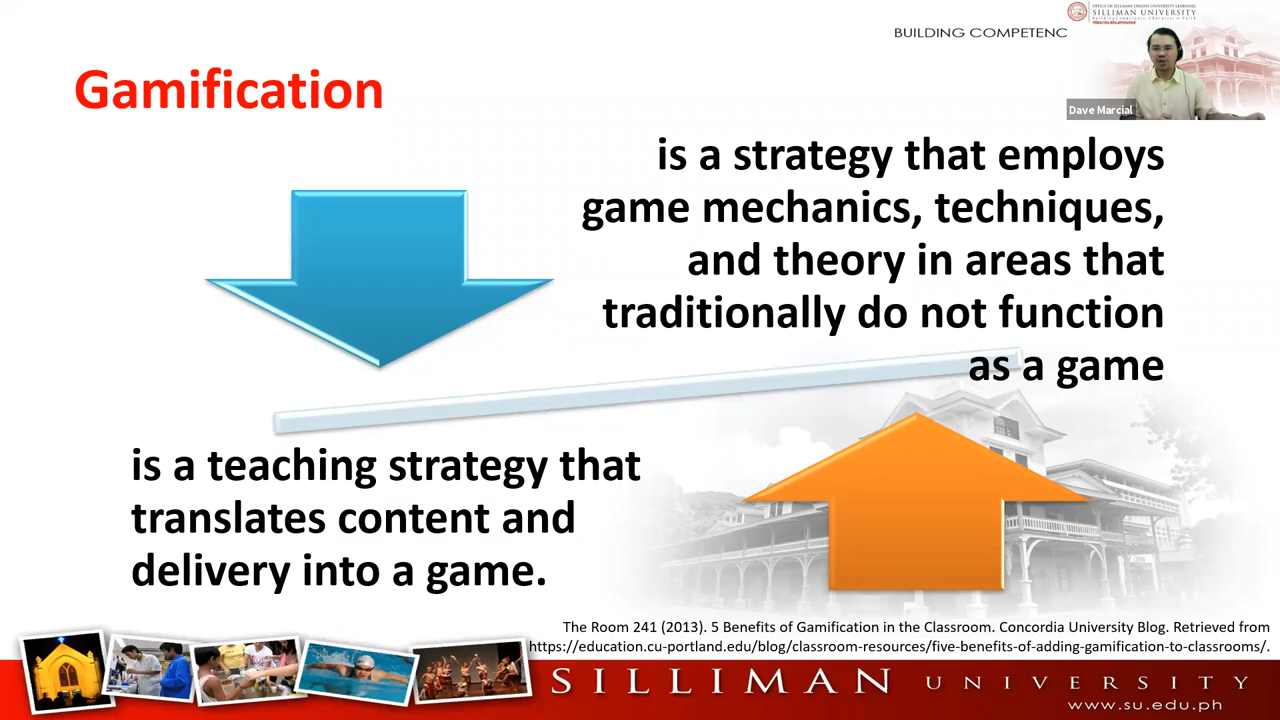 OFFICE OF SILLIMAN ONLINE UNIVERSITY LEARNING
SILLIMAN UNIVERSITY
Building Competence, Character & Faith
BUILDING COMPETENC
Dave Marcial
Gamification
is a strategy that employs
game mechanics, techniques,
and theory in areas that
traditionally do not function
as a game
is a teaching strategy that
translates content and
delivery into a game.
The Room 241 (2013). 5 Benefits of Gamification in the Classroom. Concordia University Blog. Retrieved from
https://education.cu-portland.edu/blog/classroom-resources/five-benefits-of-adding-gamification-to-classrooms/.
SILLIMAN UNIVERSITY
www.su.edu.ph